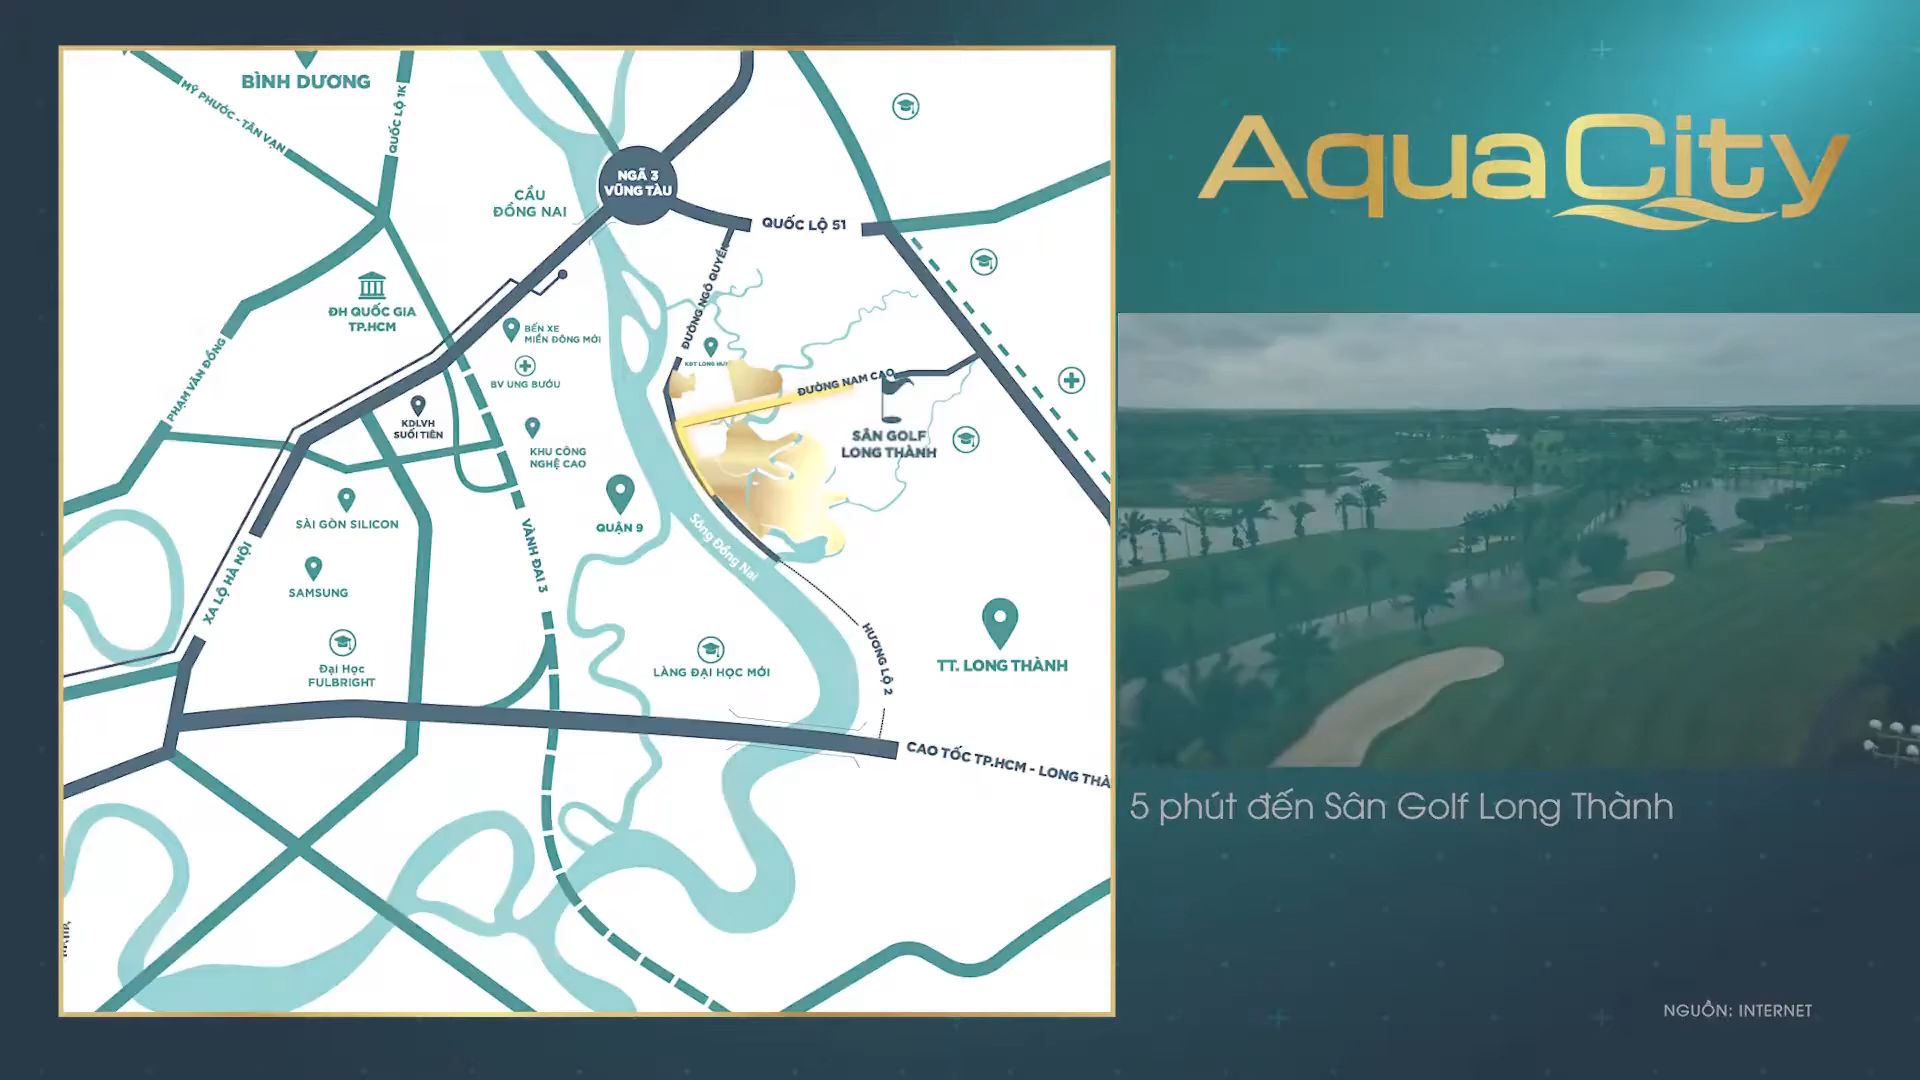 BÌNH DƯƠNG
MỸ PHƯỚC - TÂN VẠN
QUỐC LỘ 1K
NGÃ 3
VŨNG TÀU
CẦU
ĐỒNG NAI
QUỐC LỘ 51
ĐƯỜNG NGÔ QUYỀN
ĐH QUỐC GIA
TP.HCM
BẾN XE
MIỀN ĐÔNG MỚI
BV UNG BƯỚU
PHẠM VĂN ĐỒNG
KDLVH
SUỐI TIÊN
KHU CÔNG
NGHỆ CAO
ĐƯỜNG NAM CAO
SÂN GOLF
LONG THÀNH
QUẬN 9
SÀI GÒN SILICON
SAMSUNG
XA LỘ HÀ NỘI
VÀNH ĐAI 3
Sông Đồng Nai
Đại Học
FULBRIGHT
LÀNG ĐẠI HỌC MỚI
HƯƠNG LỘ 2
TT. LONG THÀNH
CAO TỐC TP.HCM - LONG THÀ
Aqua City
5 phút đến Sân Golf Long Thành
NGUỒN: INTERNET